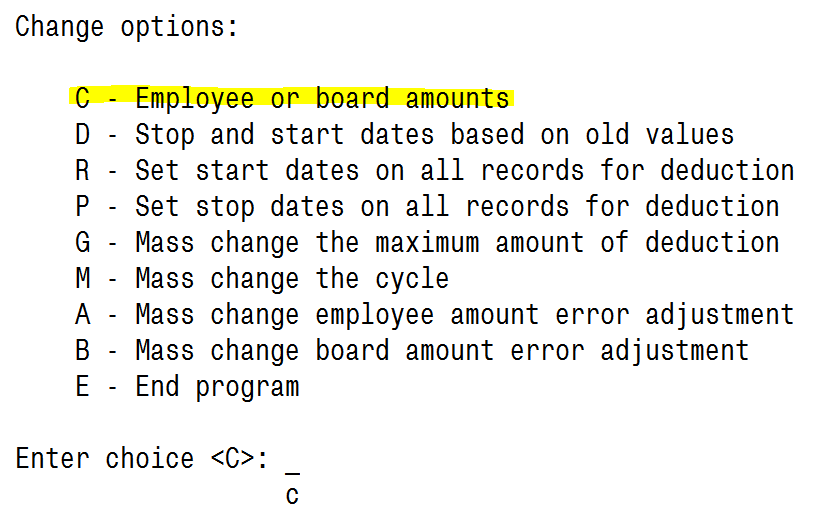 Change options:
C - Employee or board amounts
D - Stop and start dates based on old values
R - Set start dates on all records for deduction
P - Set stop dates on all records for deduction
G - Mass change the maximum amount of deduction
M - Mass change the cycle
A - Mass change employee amount error adjustment
B - Mass change board amount error adjustment
E - End program
Enter choice <C>: _
c